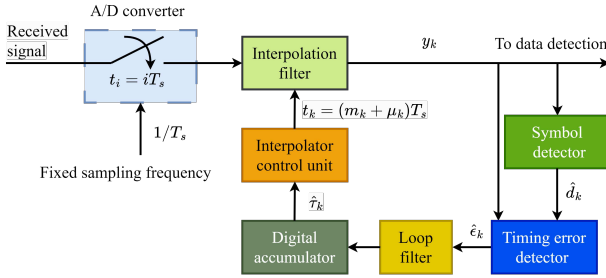 A/D converter
Received
signal
t_i = iT_s
1/T_s
Fixed sampling frequency
Interpolation
filter
y_k
To data detection
t_k = (m_k + μ_k)T_s
Interpolator
control unit
Symbol
detector
τ̂_k
d̂_k
Digital
accumulator
Loop
filter
ϵ̂_k
Timing error
detector